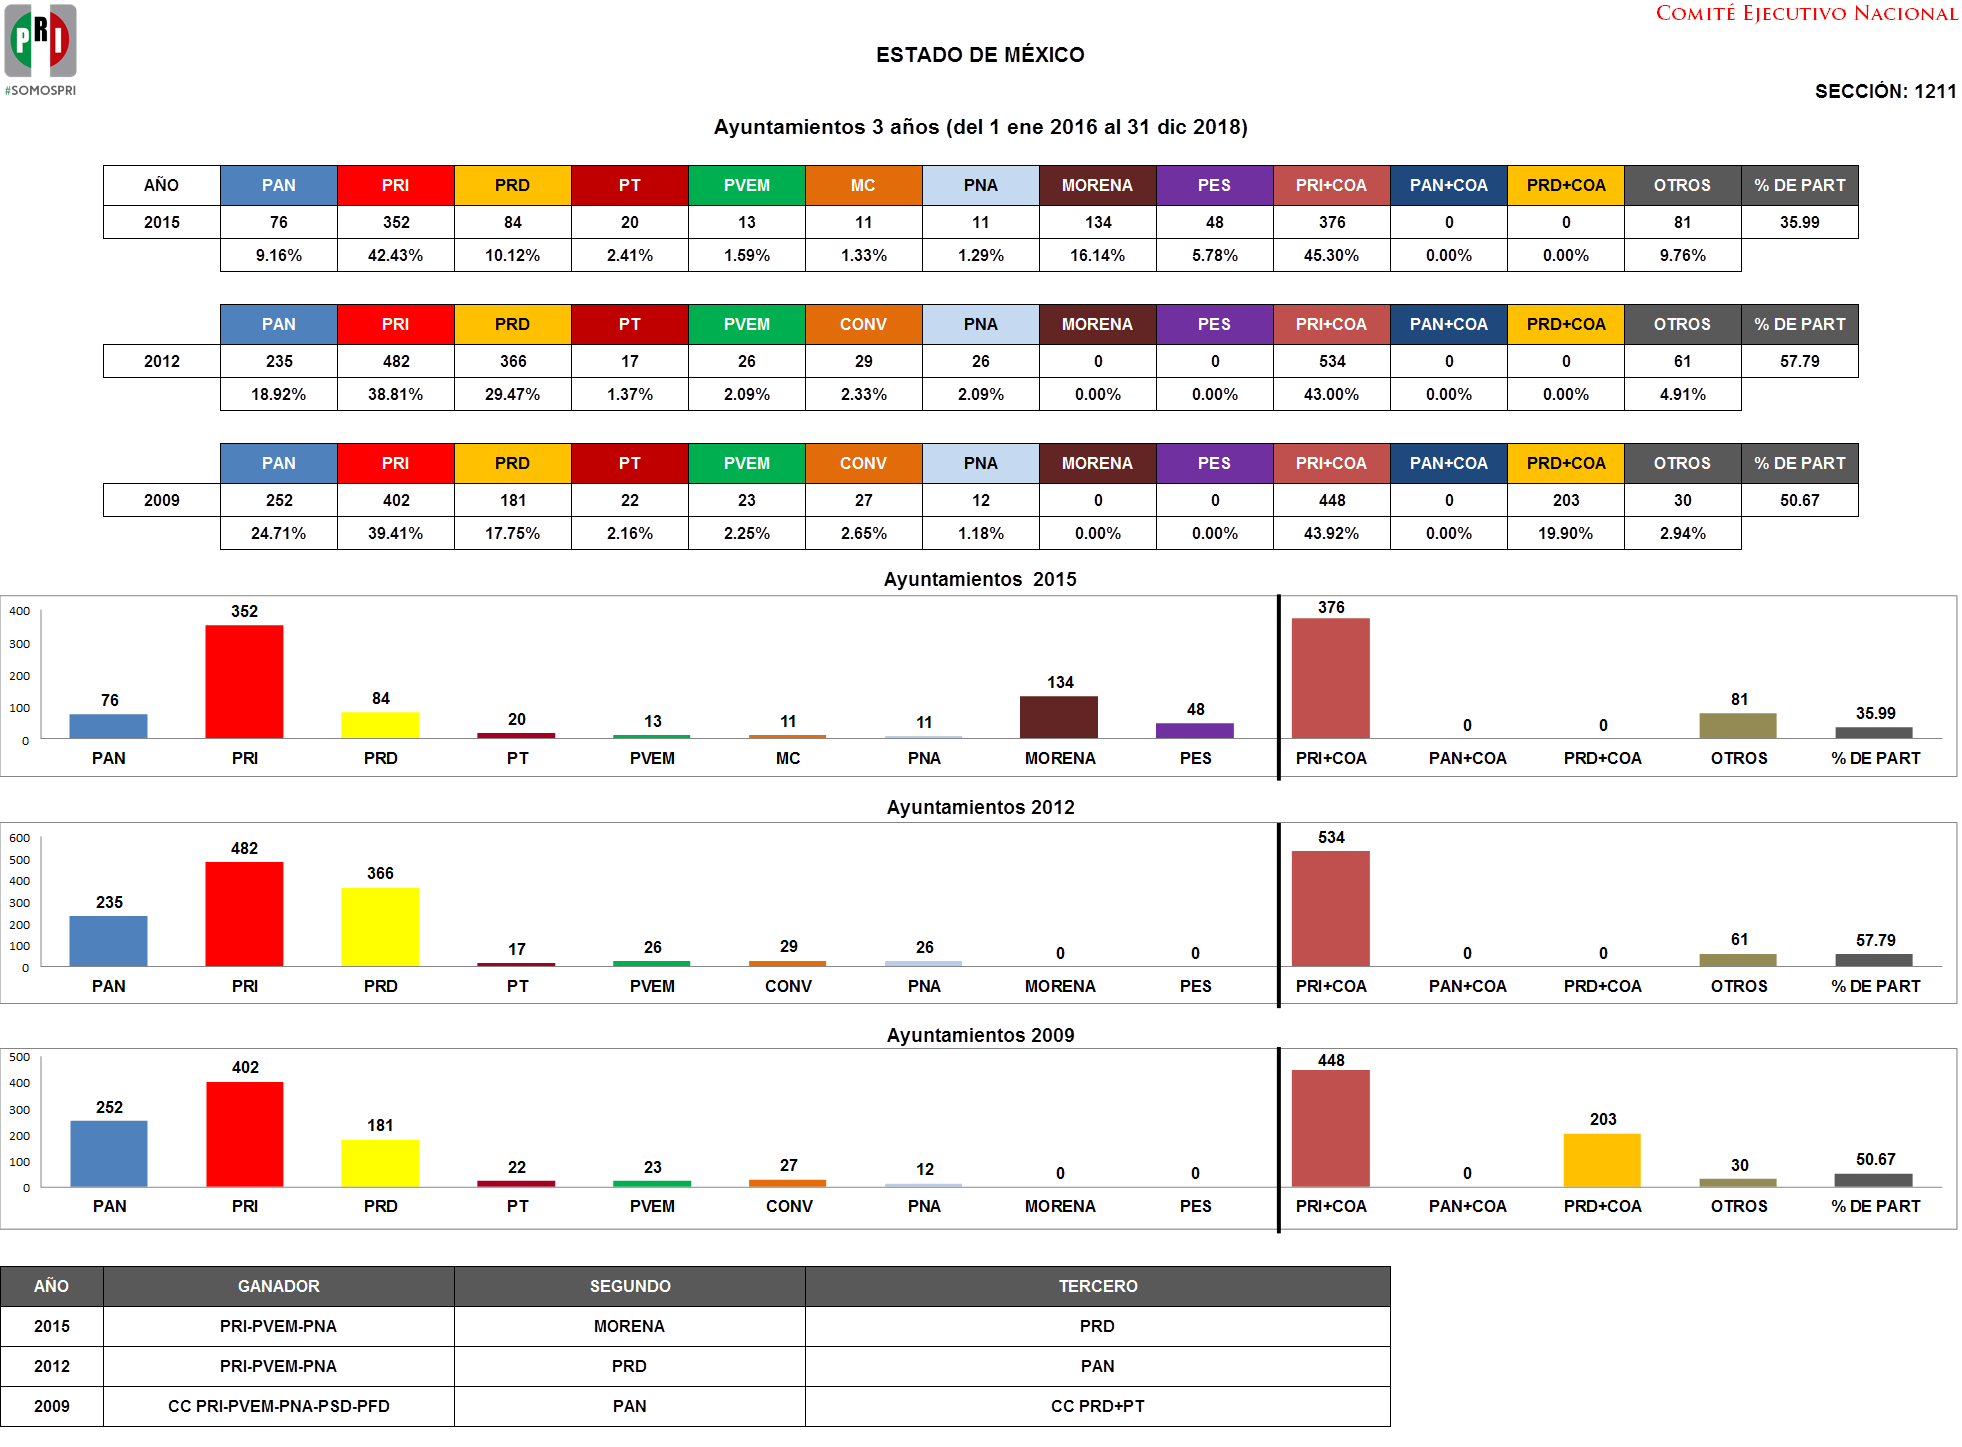 PRI
#SOMOSPRI
COMITÉ EJECUTIVO NACIONAL
ESTADO DE MÉXICO
SECCIÓN: 1211
Ayuntamientos 3 años (del 1 ene 2016 al 31 dic 2018)
AÑO PAN PRI PRD PT PVEM MC PNA MORENA PES PRI+COA PAN+COA PRD+COA OTROS % DE PART
2015 76 352 84 20 13 11 11 134 48 376 0 0 81 35.99
9.16% 42.43% 10.12% 2.41% 1.59% 1.33% 1.29% 16.14% 5.78% 45.30% 0.00% 0.00% 9.76%
PAN PRI PRD PT PVEM CONV PNA MORENA PES PRI+COA PAN+COA PRD+COA OTROS % DE PART
2012 235 482 366 17 26 29 26 0 0 534 0 0 61 57.79
18.92% 38.81% 29.47% 1.37% 2.09% 2.33% 2.09% 0.00% 0.00% 43.00% 0.00% 0.00% 4.91%
PAN PRI PRD PT PVEM CONV PNA MORENA PES PRI+COA PAN+COA PRD+COA OTROS % DE PART
2009 252 402 181 22 23 27 12 0 0 448 0 203 30 50.67
24.71% 39.41% 17.75% 2.16% 2.25% 2.65% 1.18% 0.00% 0.00% 43.92% 0.00% 19.90% 2.94%
Ayuntamientos 2015
400
300
200
100
0
76 352 84 20 13 11 11 134 48 376 0 0 81 35.99
PAN PRI PRD PT PVEM MC PNA MORENA PES PRI+COA PAN+COA PRD+COA OTROS % DE PART
Ayuntamientos 2012
600
500
400
300
200
100
0
235 482 366 17 26 29 26 0 0 534 0 0 61 57.79
PAN PRI PRD PT PVEM CONV PNA MORENA PES PRI+COA PAN+COA PRD+COA OTROS % DE PART
Ayuntamientos 2009
500
400
300
200
100
0
252 402 181 22 23 27 12 0 0 448 0 203 30 50.67
PAN PRI PRD PT PVEM CONV PNA MORENA PES PRI+COA PAN+COA PRD+COA OTROS % DE PART
AÑO GANADOR SEGUNDO TERCERO
2015 PRI-PVEM-PNA MORENA PRD
2012 PRI-PVEM-PNA PRD PAN
2009 CC PRI-PVEM-PNA-PSD-PFD PAN CC PRD+PT